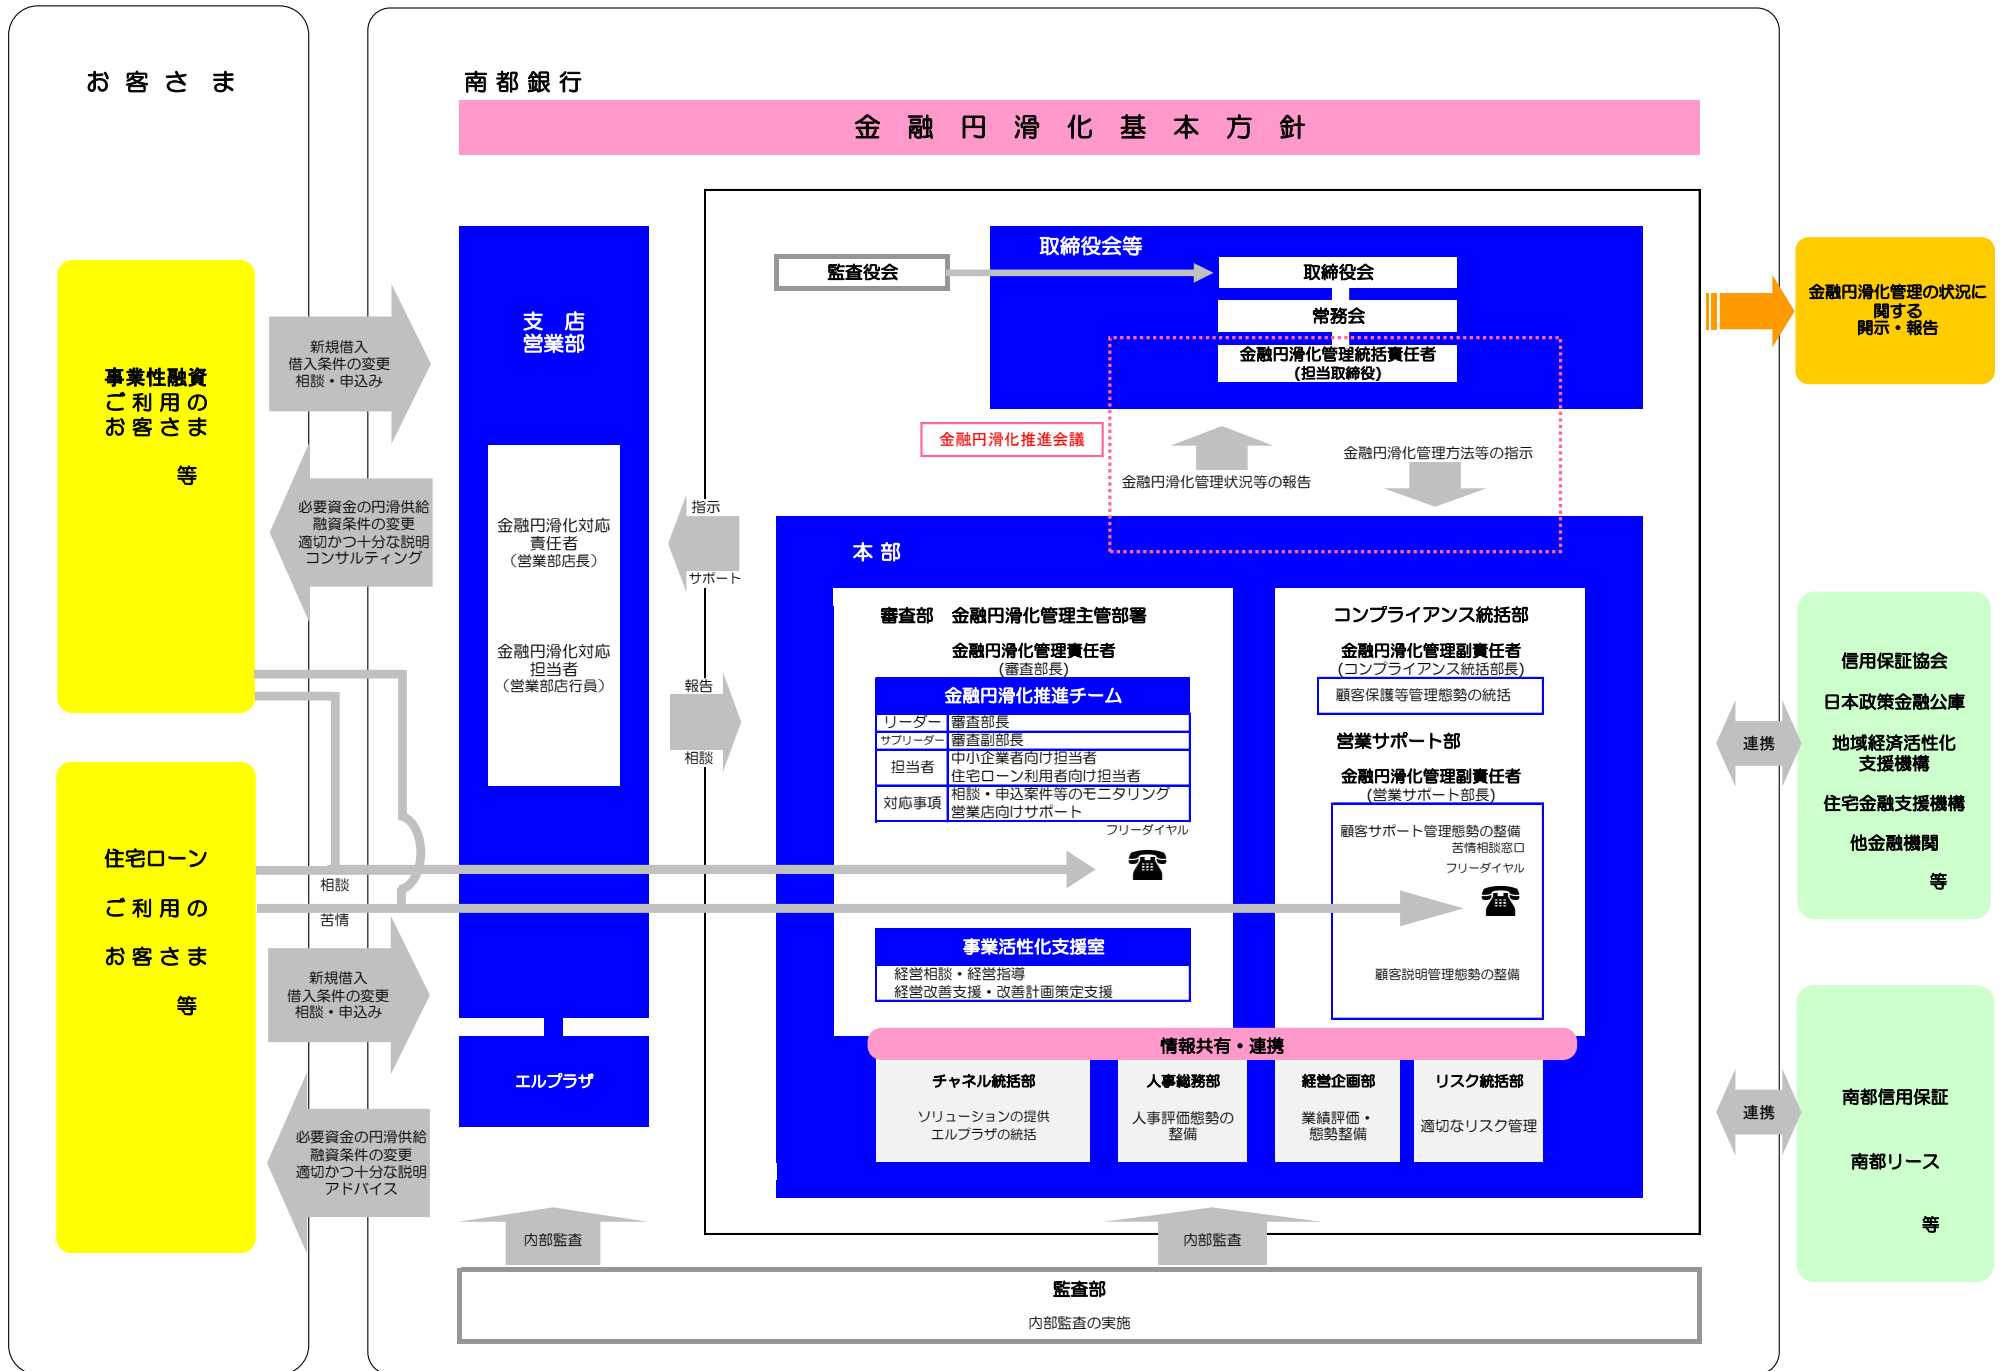 お客さま
南都銀行
金融円滑化基本方針
事業性融資
ご利用の
お客さま
等
新規借入
借入条件の変更
相談・申込み
必要資金の円滑供給
融資条件の変更
適切かつ十分な説明
コンサルティング
住宅ローン
ご利用の
お客さま
等
相談
苦情
新規借入
借入条件の変更
相談・申込み
必要資金の円滑供給
融資条件の変更
適切かつ十分な説明
アドバイス
支店
営業部
金融円滑化対応
責任者
（営業部店長）
金融円滑化対応
担当者
（営業部店行員）
エルプラザ
指示
サポート
報告
相談
監査役会
取締役会等
取締役会
常務会
金融円滑化管理統括責任者
(担当取締役)
金融円滑化推進会議
金融円滑化管理状況等の報告
金融円滑化管理方法等の指示
本部
審査部　金融円滑化管理主管部署
金融円滑化管理責任者
(審査部長)
金融円滑化推進チーム
リーダー 審査部長
サブリーダー 審査副部長
担当者 中小企業者向け担当者
住宅ローン利用者向け担当者
対応事項 相談・申込案件等のモニタリング
営業店向けサポート
フリーダイヤル
事業活性化支援室
経営相談・経営指導
経営改善支援・改善計画策定支援
コンプライアンス統括部
金融円滑化管理副責任者
(コンプライアンス統括部長)
顧客保護等管理態勢の統括
営業サポート部
金融円滑化管理副責任者
(営業サポート部長)
顧客サポート管理態勢の整備
苦情相談窓口
フリーダイヤル
顧客説明管理態勢の整備
情報共有・連携
チャネル統括部
ソリューションの提供
エルプラザの統括
人事総務部
人事評価態勢の
整備
経営企画部
業績評価・
態勢整備
リスク統括部
適切なリスク管理
内部監査
内部監査
監査部
内部監査の実施
金融円滑化管理の状況に
関する
開示・報告
連携
信用保証協会
日本政策金融公庫
地域経済活性化
支援機構
住宅金融支援機構
他金融機関
等
連携
南都信用保証
南都リース
等